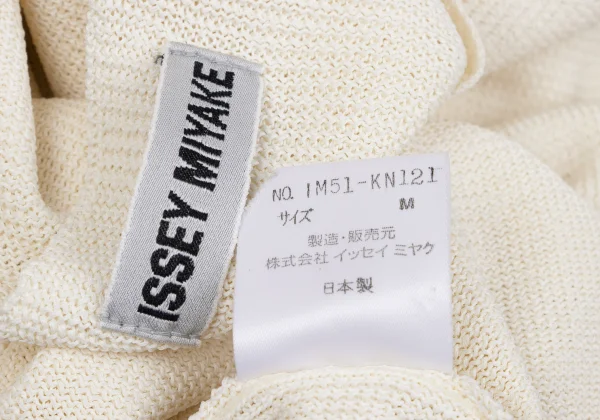 ISSEY MIYAKE
NO. IM51-KN121
サイズ M
製造・販売元
株式会社 イッセイ ミヤケ
日本製